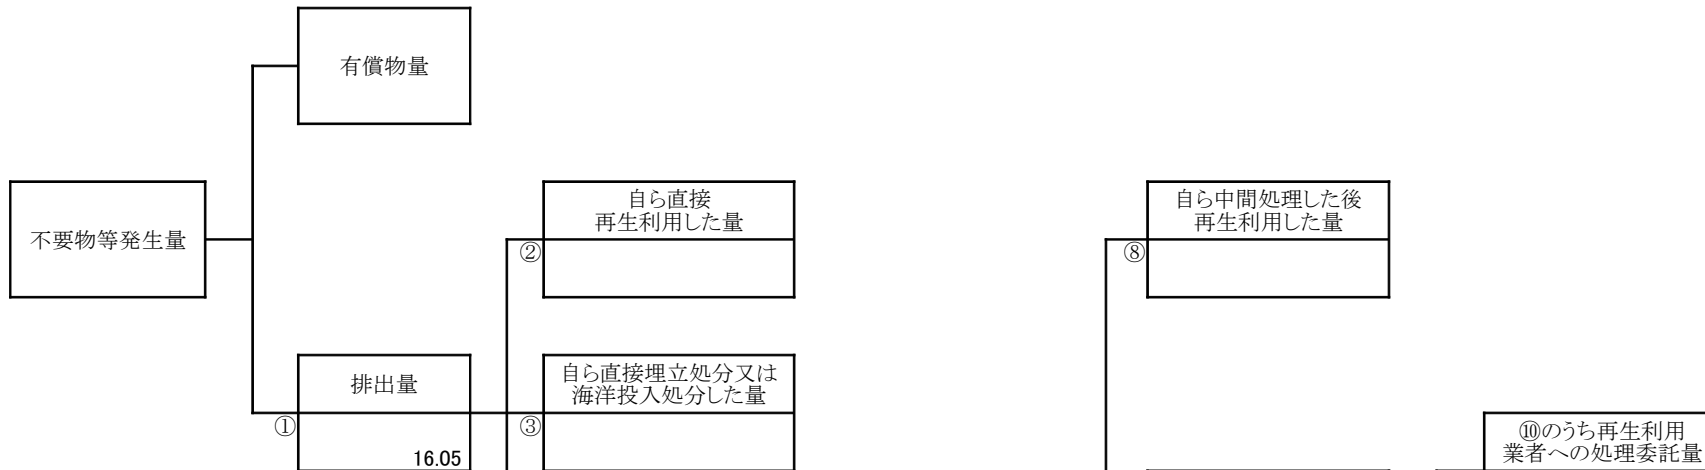 有償物量
不要物等発生量
自ら直接
再生利用した量
②
自ら中間処理した後
再生利用した量
⑧
排出量
①
16.05
自ら直接埋立処分又は
海洋投入処分した量
③
⑩のうち再生利用
業者への処理委託量